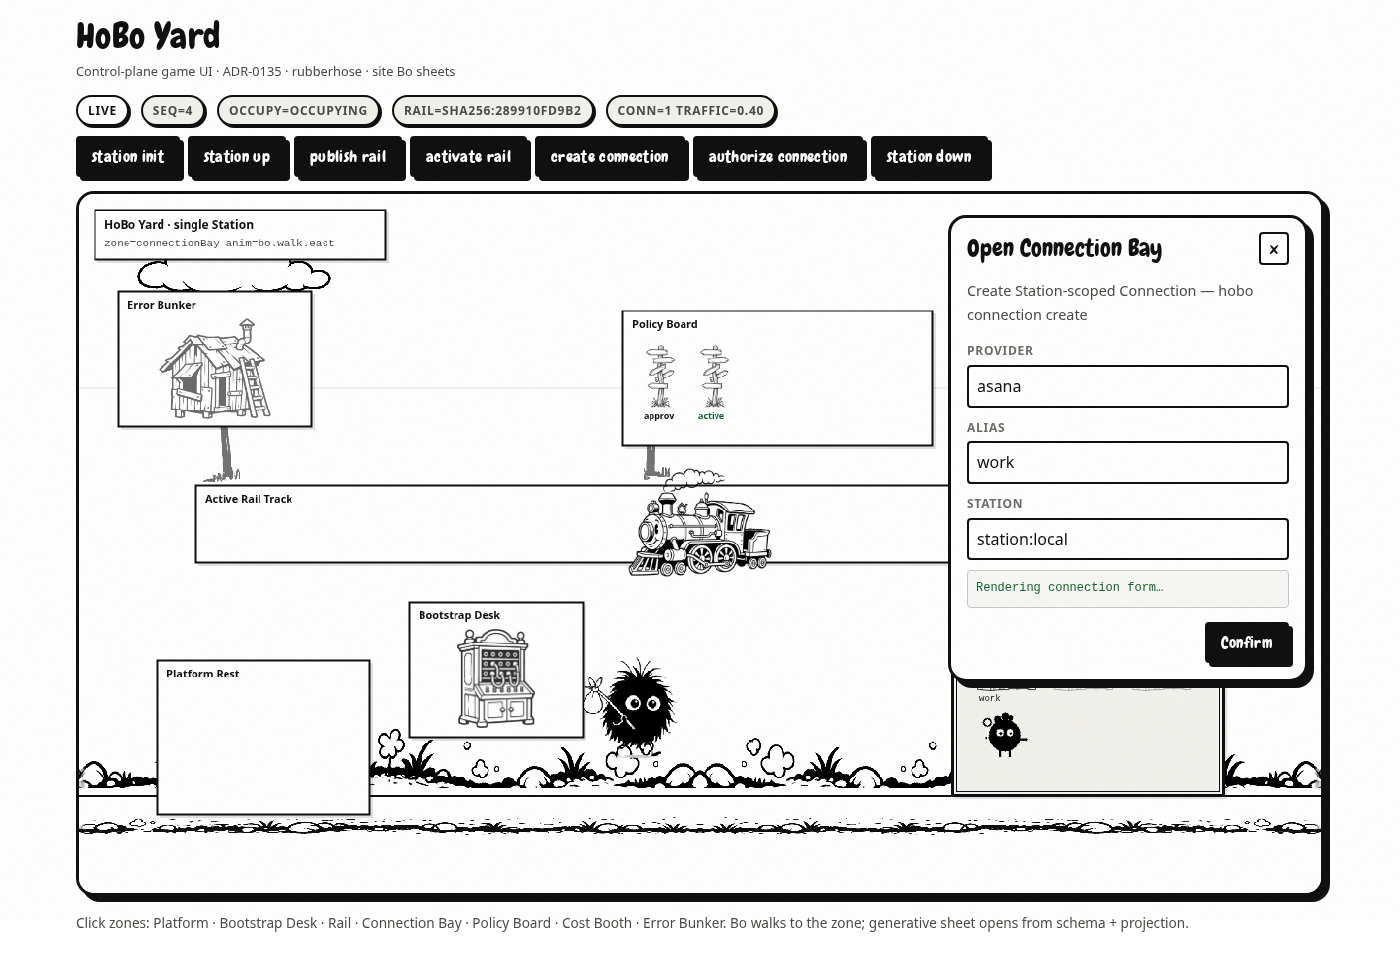 HoBo Yard
Control-plane game UI · ADR-0135 · rubberhose · site Bo sheets
LIVE
SEQ=4
OCCUPY=OCCUPYING
RAIL=SHA256:289910FD9B2
CONN=1 TRAFFIC=0.40
station init
station up
publish rail
activate rail
create connection
authorize connection
station down
HoBo Yard · single Station
zone=connectionBay anim=bo.walk.east
Error Bunker
Policy Board
approv
active
Active Rail Track
Bootstrap Desk
Platform Rest
Open Connection Bay
x
Create Station-scoped Connection — hobo
connection create
PROVIDER
asana
ALIAS
work
STATION
station:local
Rendering connection form…
Confirm
work
Click zones: Platform · Bootstrap Desk · Rail · Connection Bay · Policy Board · Cost Booth · Error Bunker. Bo walks to the zone; generative sheet opens from schema + projection.